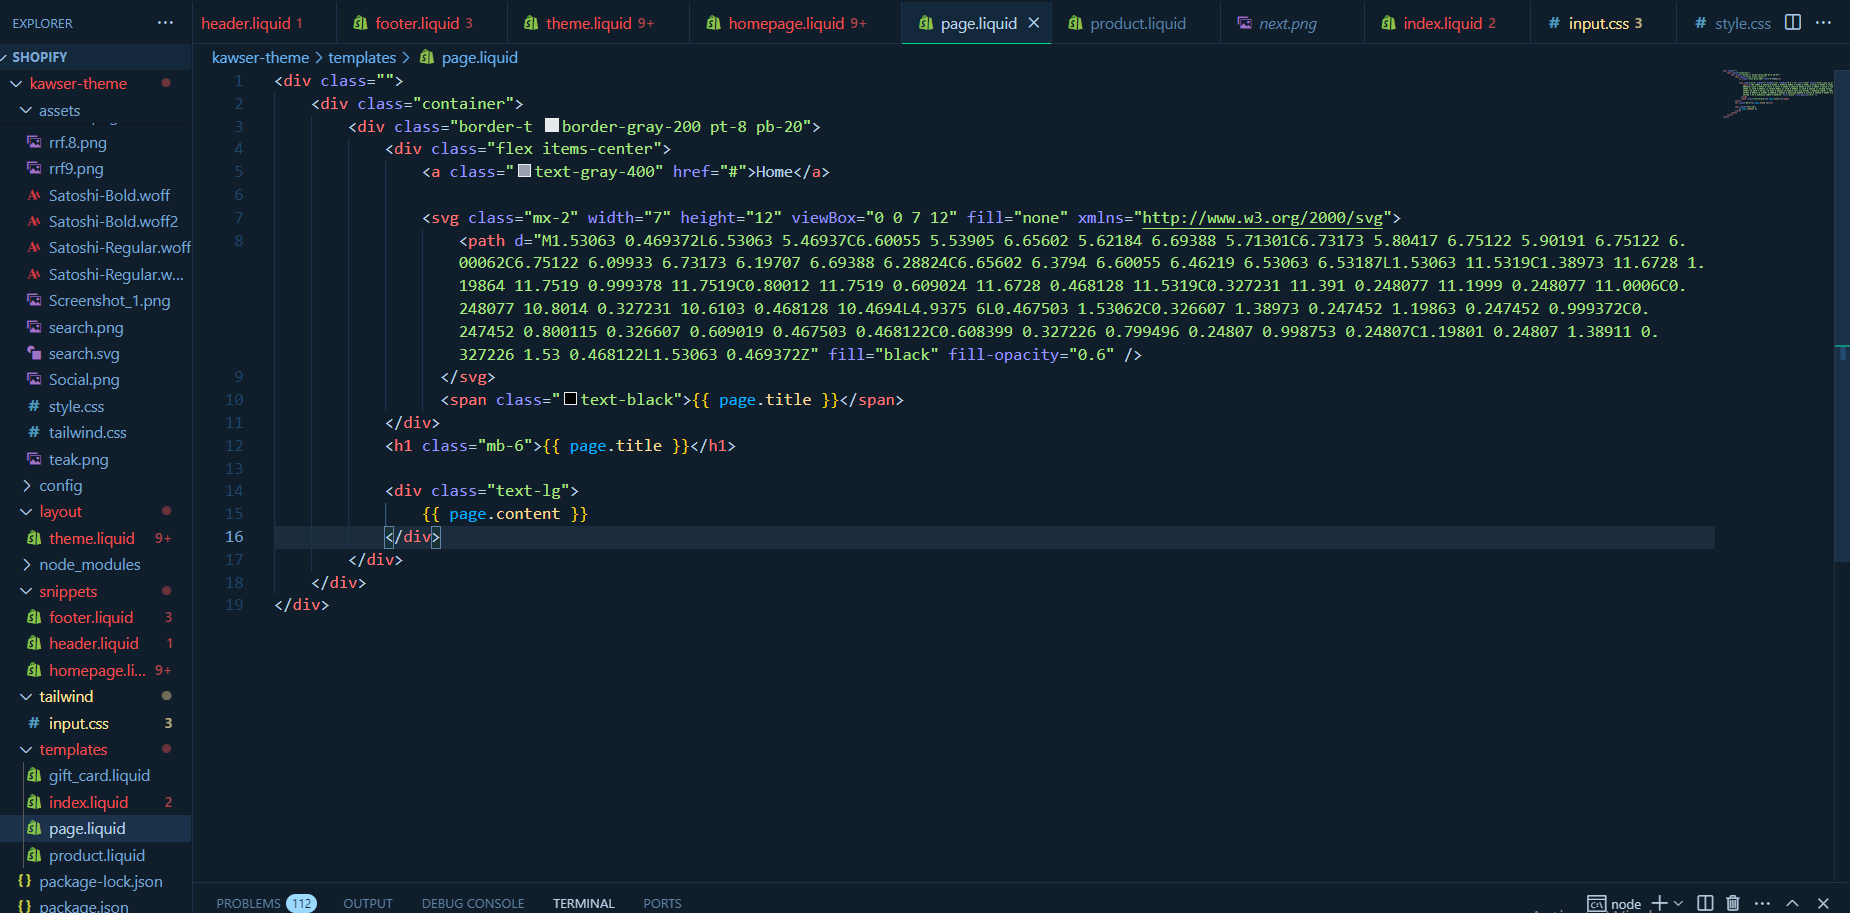 EXPLORER ...
header.liquid 1
footer.liquid 3
theme.liquid 9+
homepage.liquid 9+
page.liquid
product.liquid
next.png
index.liquid 2
# input.css 3
# style.css
SHOPIFY
kawser-theme
assets
rrf.8.png
rrf9.png
Satoshi-Bold.woff
Satoshi-Bold.woff2
Satoshi-Regular.woff
Satoshi-Regular.w...
Screenshot_1.png
search.png
search.svg
Social.png
# style.css
# tailwind.css
teak.png
config
layout
theme.liquid 9+
node_modules
snippets
footer.liquid 3
header.liquid 1
homepage.li... 9+
tailwind
# input.css 3
templates
gift_card.liquid
index.liquid 2
page.liquid
product.liquid
{} package-lock.json
{} package.json
kawser-theme > templates > page.liquid
1 <div class="">
2 <div class="container">
3 <div class="border-t border-gray-200 pt-8 pb-20">
4 <div class="flex items-center">
5 <a class="text-gray-400" href="#">Home</a>
6
7 <svg class="mx-2" width="7" height="12" viewBox="0 0 7 12" fill="none" xmlns="http://www.w3.org/2000/svg">
8 <path d="M1.53063 0.469372L6.53063 5.46937C6.60055 5.53905 6.65602 5.62184 6.69388 5.71301C6.73173 5.80417 6.75122 5.90191 6.75122 6.
00062C6.75122 6.09933 6.73173 6.19707 6.69388 6.28824C6.65602 6.3794 6.60055 6.46219 6.53063 6.53187L1.53063 11.5319C1.38973 11.6728 1.
19864 11.7519 0.999378 11.7519C0.80012 11.7519 0.609024 11.6728 0.468128 11.5319C0.327231 11.391 0.248077 11.1999 0.248077 11.0006C0.
248077 10.8014 0.327231 10.6103 0.468128 10.4694L4.9375 6L0.467503 1.53062C0.326607 1.38973 0.247452 1.19863 0.247452 0.999372C0.
247452 0.800115 0.326607 0.609019 0.467503 0.468122C0.608399 0.327226 0.799496 0.24807 0.998753 0.24807C1.19801 0.24807 1.38911 0.
327226 1.53 0.468122L1.53063 0.469372Z" fill="black" fill-opacity="0.6" />
9 </svg>
10 <span class="text-black">{{ page.title }}</span>
11 </div>
12 <h1 class="mb-6">{{ page.title }}</h1>
13
14 <div class="text-lg">
15 {{ page.content }}
16 </div>
17 </div>
18 </div>
19 </div>
PROBLEMS 112 OUTPUT DEBUG CONSOLE TERMINAL PORTS
node